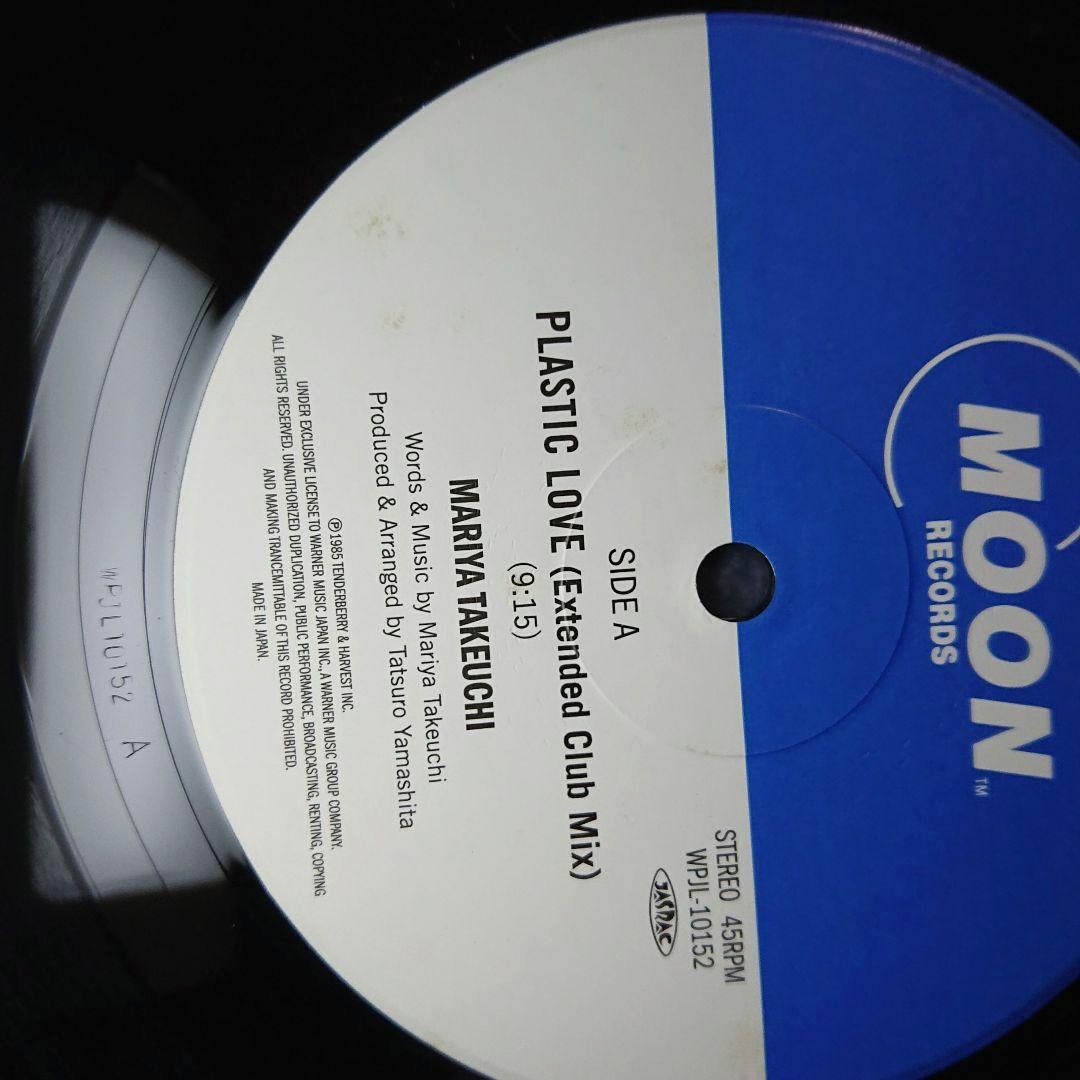 MOON
RECORDS
TM
STEREO 45RPM
WPJL-10152
JASRAC
SIDE A
PLASTIC LOVE (Extended Club Mix)
(9:15)
MARIYA TAKEUCHI
Words & Music by Mariya Takeuchi
Produced & Arranged by Tatsuro Yamashita
℗1985 TENDERBERRY & HARVEST INC.
UNDER EXCLUSIVE LICENSE TO WARNER MUSIC JAPAN INC., A WARNER MUSIC GROUP COMPANY.
ALL RIGHTS RESERVED. UNAUTHORIZED DUPLICATION, PUBLIC PERFORMANCE, BROADCASTING, RENTING, COPYING
AND MAKING TRANCEMITTABLE OF THIS RECORD PROHIBITED.
MADE IN JAPAN.
WPJL10152 A